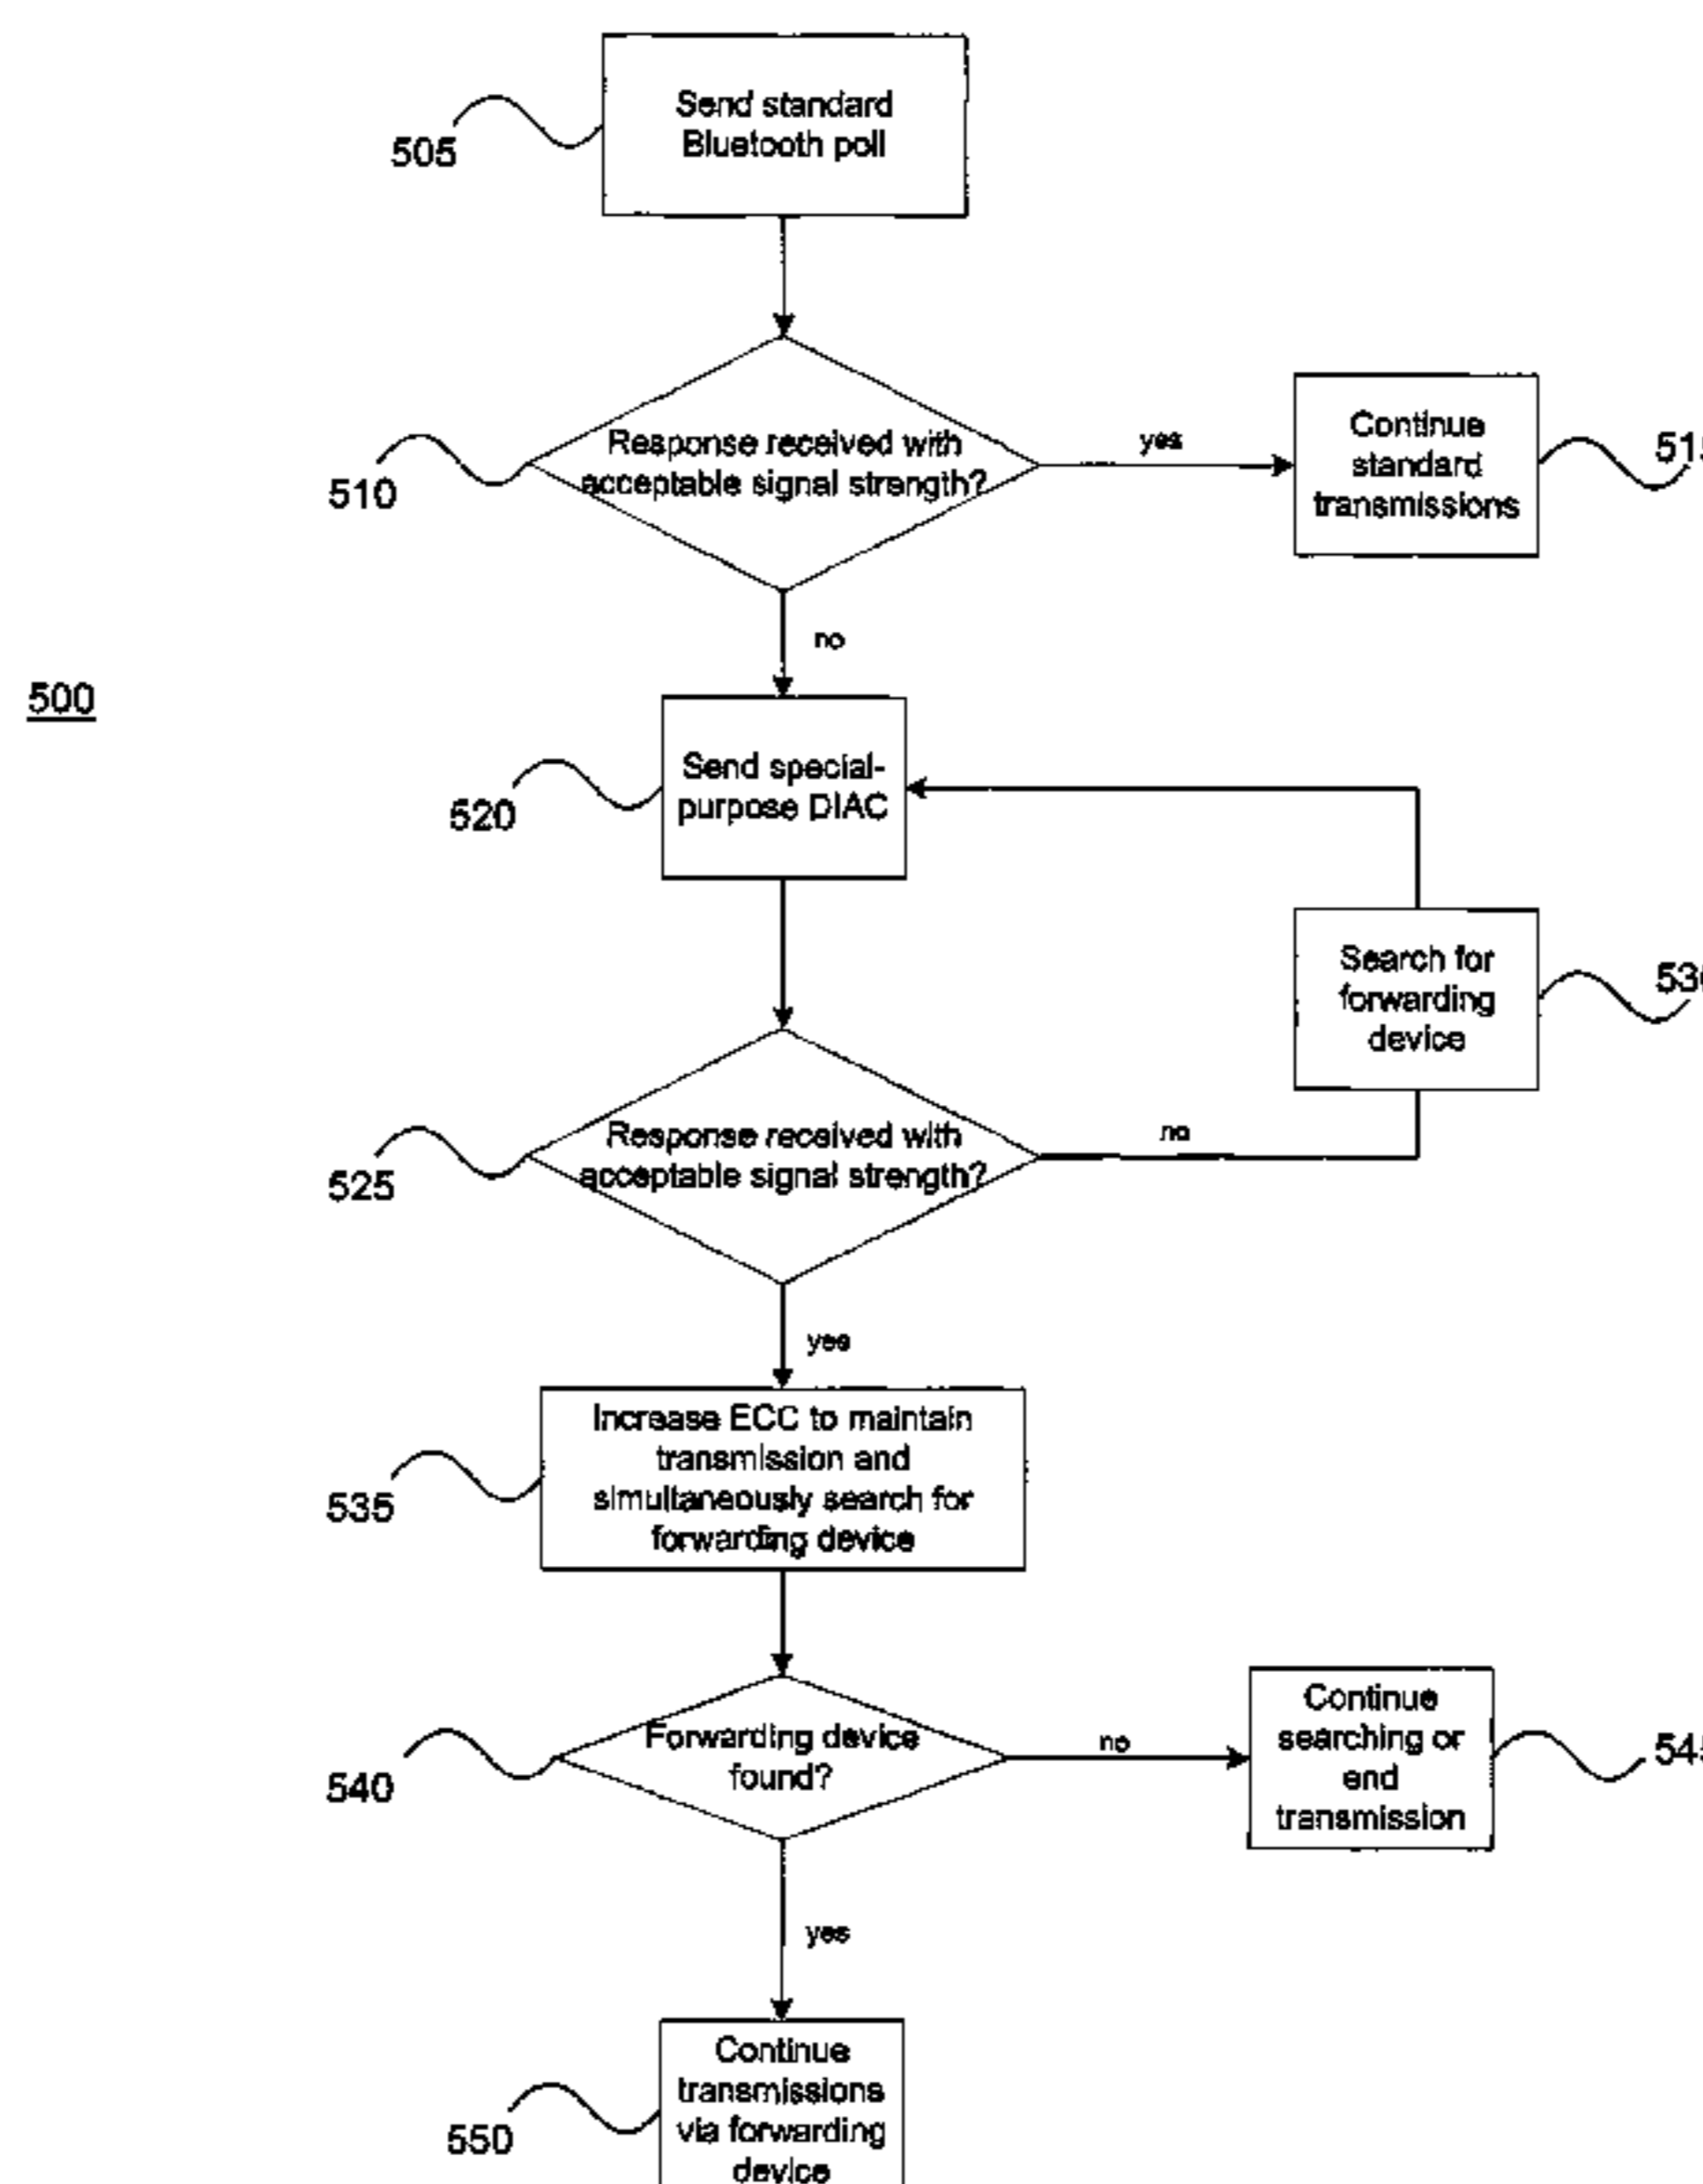 Send standard
Bluetooth poll
505
Response received with
acceptable signal strength?
510
yes
Continue
standard
transmissions
515
no
500
Send special-
purpose DIAC
520
Search for
forwarding
device
530
Response received with
acceptable signal strength?
525
no
yes
Increase ECC to maintain
transmission and
simultaneously search for
forwarding device
535
Forwarding device
found?
540
no
Continue
searching or
end
transmission
545
yes
Continue
transmissions
via forwarding
device
550